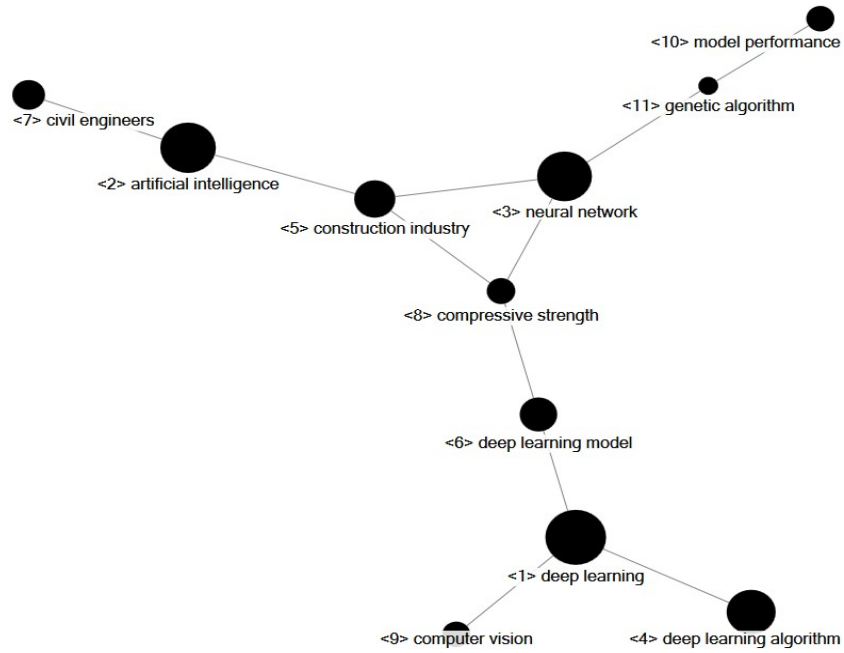 <10> model performance
<11> genetic algorithm
<7> civil engineers
<2> artificial intelligence
<3> neural network
<5> construction industry
<8> compressive strength
<6> deep learning model
<1> deep learning
<9> computer vision
<4> deep learning algorithm